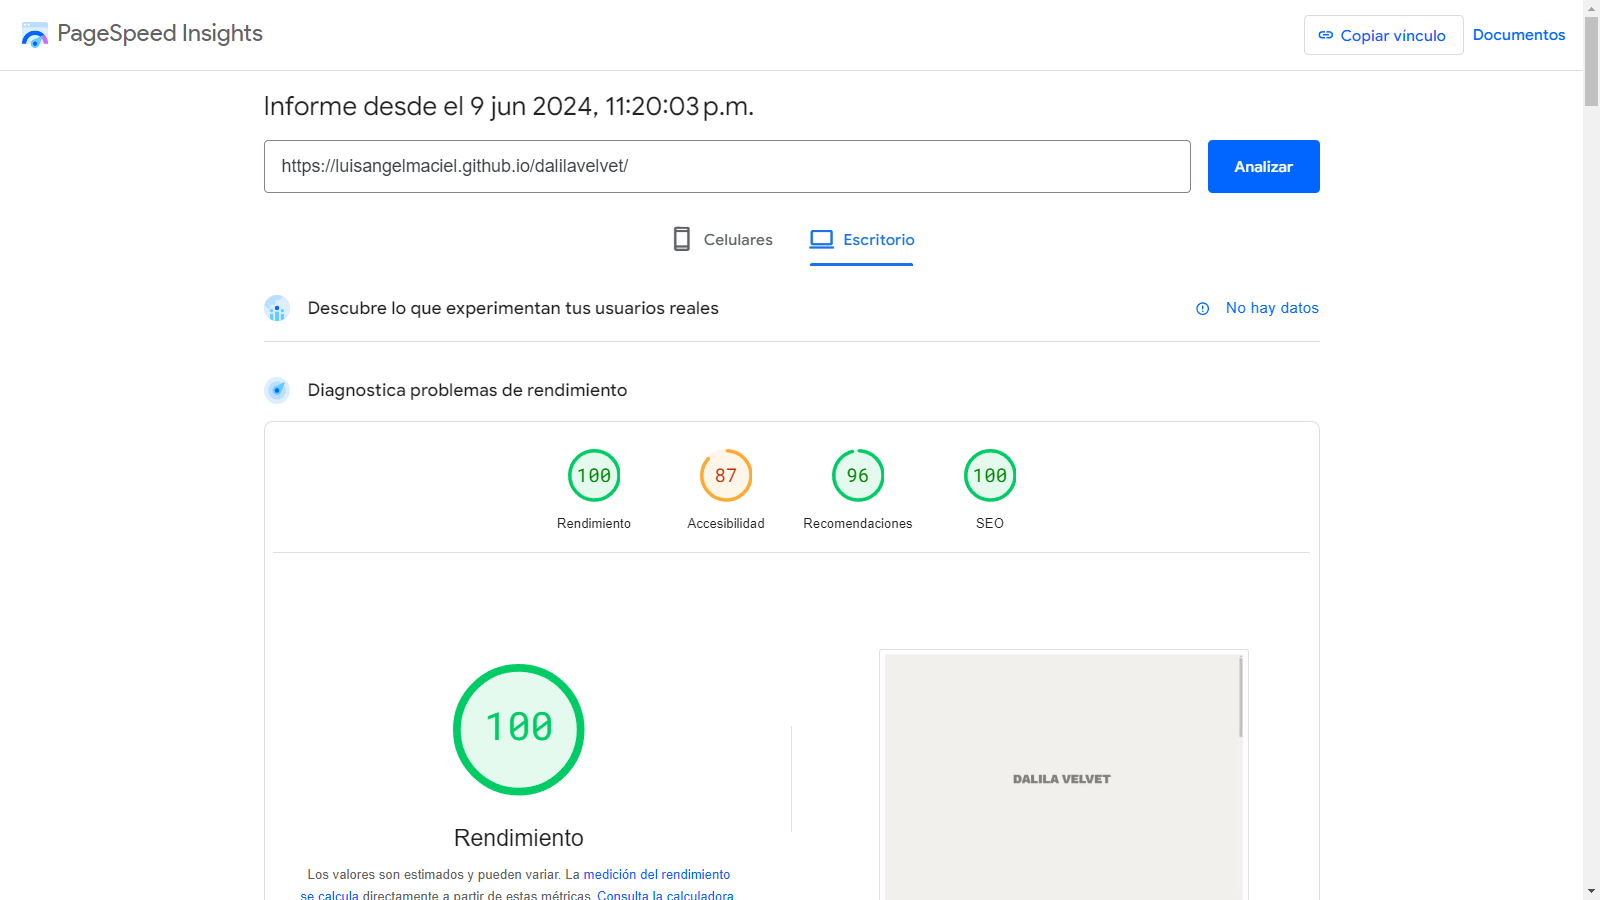 PageSpeed Insights
Copiar vínculo
Documentos
Informe desde el 9 jun 2024, 11:20:03 p.m.
https://luisangelmaciel.github.io/dalilavelvet/
Analizar
Celulares
Escritorio
Descubre lo que experimentan tus usuarios reales
No hay datos
Diagnostica problemas de rendimiento
100
87
96
100
Rendimiento
Accesibilidad
Recomendaciones
SEO
100
DALILA VELVET
Rendimiento
Los valores son estimados y pueden variar. La medición del rendimiento
se calcula directamente a partir de estas métricas. Consulta la calculadora